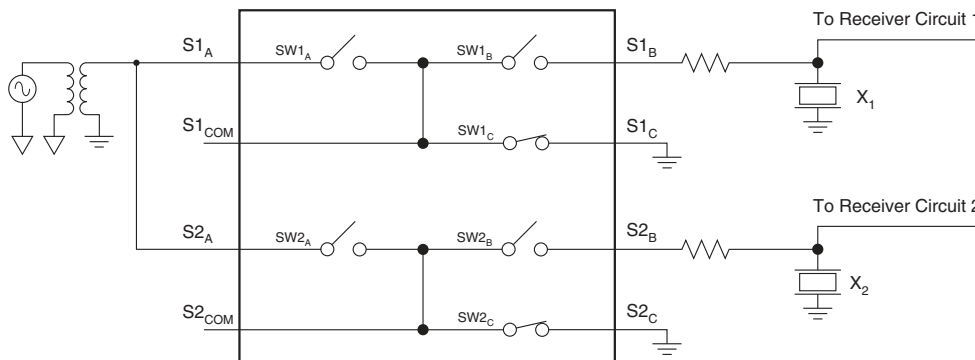 To Receiver Circuit 1
S1A SW1A SW1B S1B
X1
S1COM SW1C S1C
To Receiver Circuit 2
S2A SW2A SW2B S2B
X2
S2COM SW2C S2C